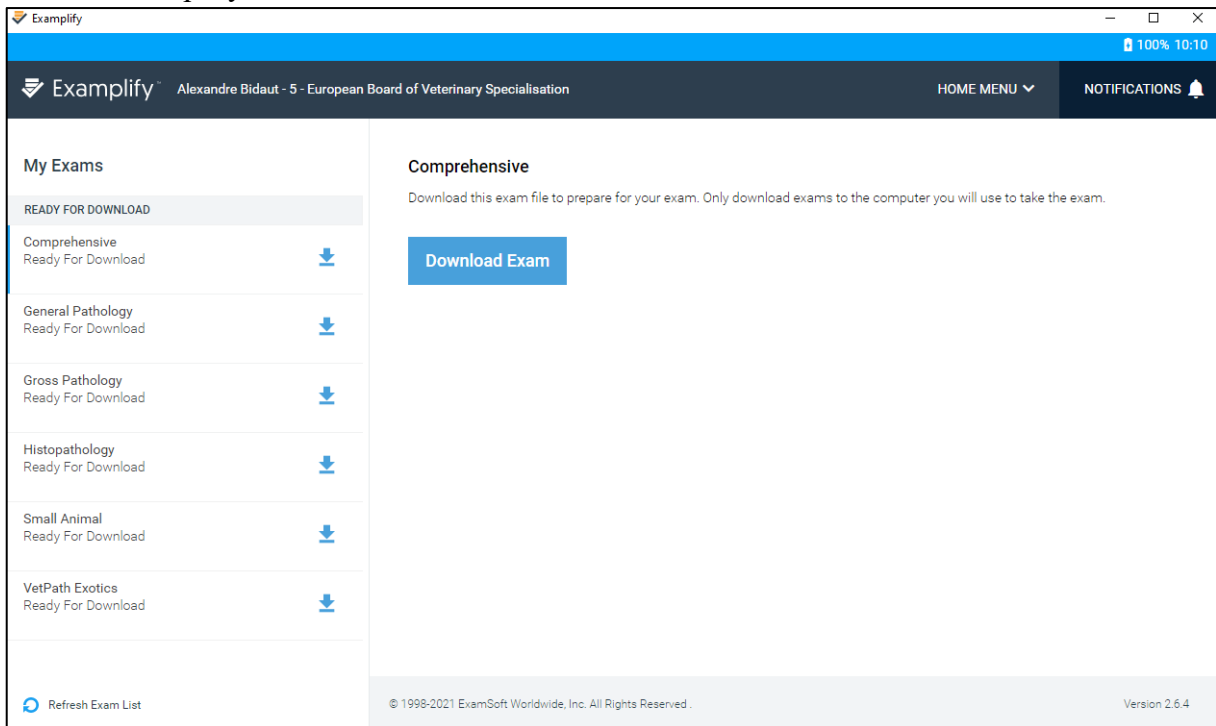 Examplify
100% 10:10
Examplify™ Alexandre Bidaut - 5 - European Board of Veterinary Specialisation HOME MENU NOTIFICATIONS
My Exams
READY FOR DOWNLOAD
Comprehensive
Ready For Download
General Pathology
Ready For Download
Gross Pathology
Ready For Download
Histopathology
Ready For Download
Small Animal
Ready For Download
VetPath Exotics
Ready For Download
Refresh Exam List
Comprehensive
Download this exam file to prepare for your exam. Only download exams to the computer you will use to take the exam.
Download Exam
© 1998-2021 ExamSoft Worldwide, Inc. All Rights Reserved .
Version 2.6.4